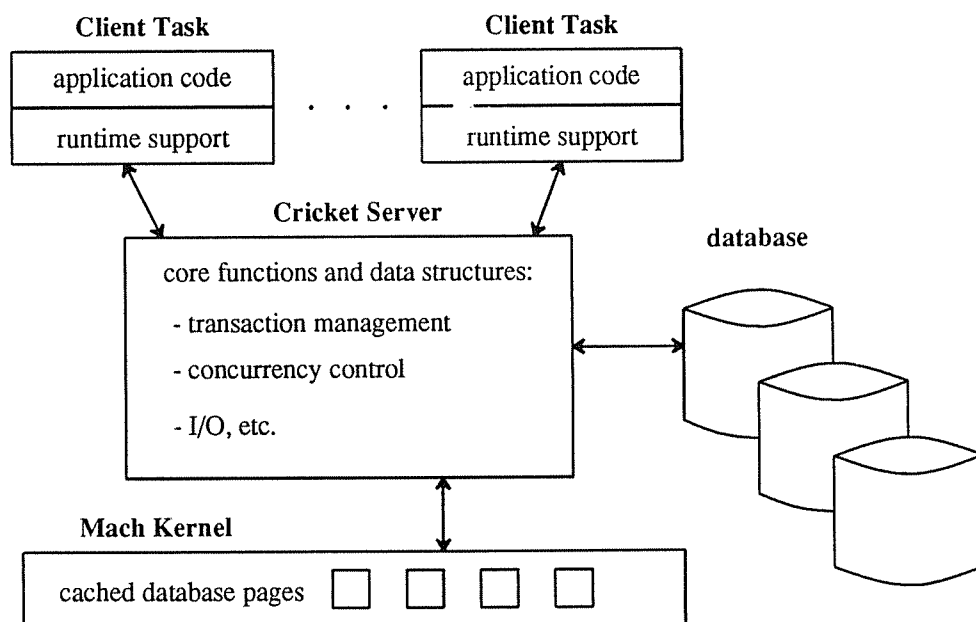 Client Task
Client Task
application code
application code
. . . .
runtime support
runtime support
Cricket Server
database
core functions and data structures:
- transaction management
- concurrency control
- I/O, etc.
Mach Kernel
cached database pages